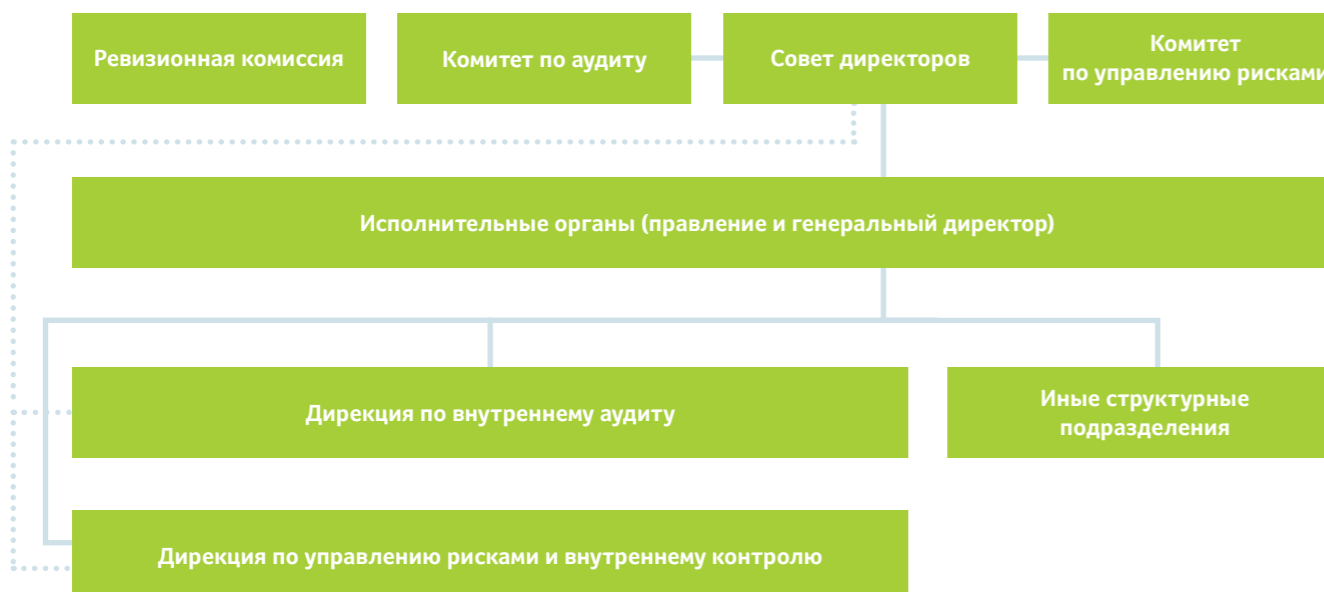 Ревизионная комиссия
Комитет по аудиту
Совет директоров
Комитет
по управлению рисками
Исполнительные органы (правление и генеральный директор)
Дирекция по внутреннему аудиту
Иные структурные
подразделения
Дирекция по управлению рисками и внутреннему контролю